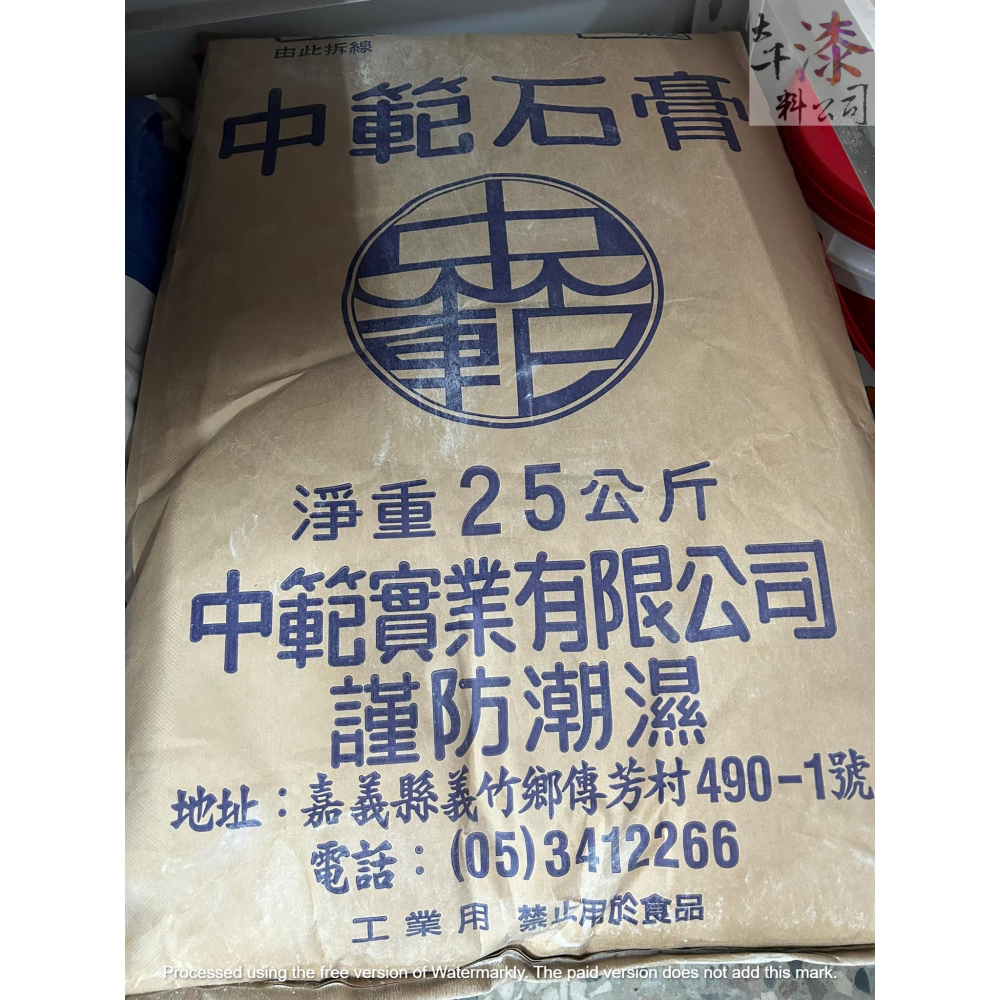 由此拆線
中範石膏
中範
淨重25公斤
中範實業有限公司
謹防潮濕
地址：嘉義縣義竹鄉傳芳村490-1號
電話：(05)3412266
工業用 禁止用於食品
漆
料公司
Processed using the free version of Watermarkly. The paid version does not add this mark.